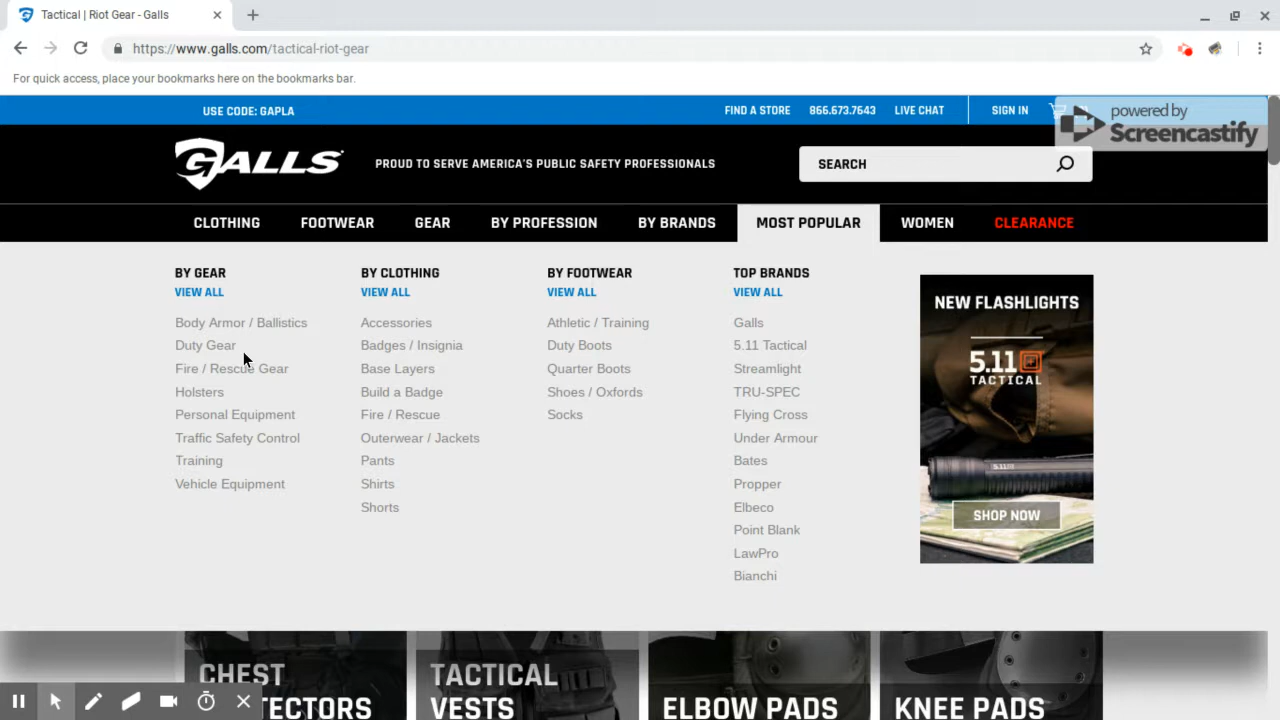 Tactical | Riot Gear - Galls
https://www.galls.com/tactical-riot-gear
For quick access, place your bookmarks here on the bookmarks bar.
USE CODE: GAPLA
FIND A STORE 866.673.7643 LIVE CHAT SIGN IN
powered by
Screencastify
GALLS
PROUD TO SERVE AMERICA'S PUBLIC SAFETY PROFESSIONALS
SEARCH
CLOTHING FOOTWEAR GEAR BY PROFESSION BY BRANDS MOST POPULAR WOMEN CLEARANCE
BY GEAR
VIEW ALL
Body Armor / Ballistics
Duty Gear
Fire / Rescue Gear
Holsters
Personal Equipment
Traffic Safety Control
Training
Vehicle Equipment
BY CLOTHING
VIEW ALL
Accessories
Badges / Insignia
Base Layers
Build a Badge
Fire / Rescue
Outerwear / Jackets
Pants
Shirts
Shorts
BY FOOTWEAR
VIEW ALL
Athletic / Training
Duty Boots
Quarter Boots
Shoes / Oxfords
Socks
TOP BRANDS
VIEW ALL
Galls
5.11 Tactical
Streamlight
TRU-SPEC
Flying Cross
Under Armour
Bates
Propper
Elbeco
Point Blank
LawPro
Bianchi
NEW FLASHLIGHTS
5.11
TACTICAL
5.11
SHOP NOW
CHEST
TECTORS
TACTICAL
VESTS
ELBOW PADS
KNEE PADS